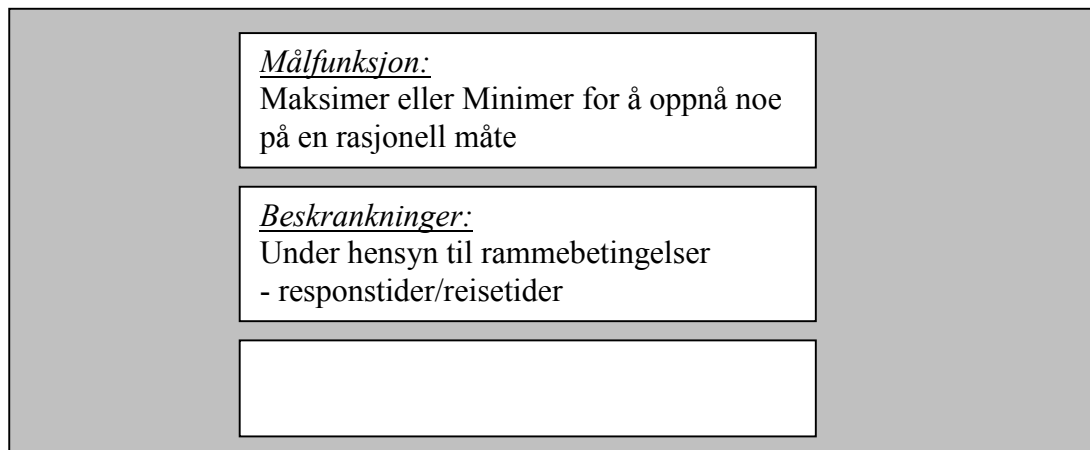 Målfunksjon:
Maksimer eller Minimer for å oppnå noe
på en rasjonell måte
Beskrankninger:
Under hensyn til rammebetingelser
- responstider/reisetider